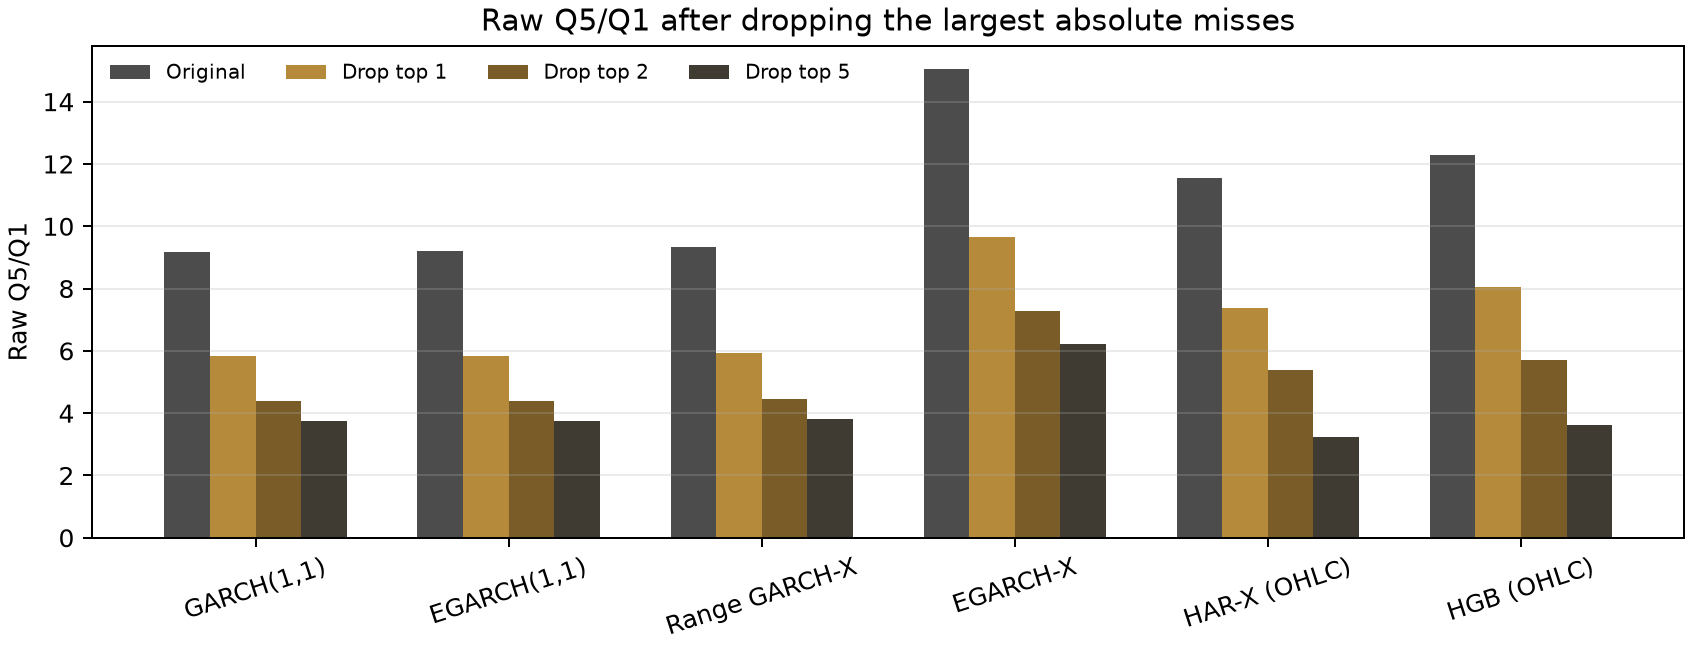 Raw Q5/Q1 after dropping the largest absolute misses
Original
Drop top 1
Drop top 2
Drop top 5
Raw Q5/Q1
14
12
10
8
6
4
2
0
GARCH(1,1)
EGARCH(1,1)
Range GARCH-X
EGARCH-X
HAR-X (OHLC)
HGB (OHLC)